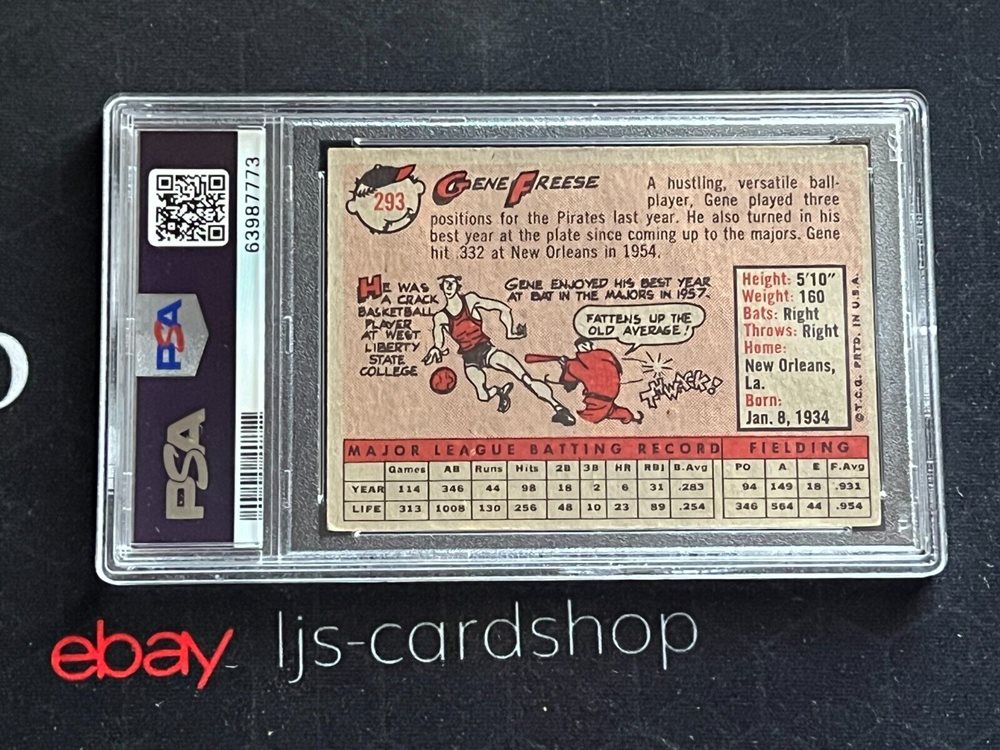 63987773
PSA
PSA
293
GENE FREESE
A hustling, versatile ball-
player, Gene played three
positions for the Pirates last year. He also turned in his
best year at the plate since coming up to the majors. Gene
hit .332 at New Orleans in 1954.
HE WAS
A CRACK
BASKETBALL
PLAYER
AT WEST
LIBERTY
STATE
COLLEGE.
GENE ENJOYED HIS BEST YEAR
AT BAT IN THE MAJORS IN 1957.
FATTENS UP THE
OLD AVERAGE!
THWACK!
Height: 5'10"
Weight: 160
Bats: Right
Throws: Right
Home:
New Orleans,
La.
Born:
Jan. 8, 1934
© T.C.G. PRTD. IN U.S.A.
MAJOR LEAGUE BATTING RECORD FIELDING
Games AB Runs Hits 2B 3B HR RBI B.Avg PO A E F.Avg
YEAR 114 346 44 98 18 2 6 31 .283 94 149 18 .931
LIFE 313 1008 130 256 48 10 23 89 .254 346 564 44 .954
ebay ljs-cardshop